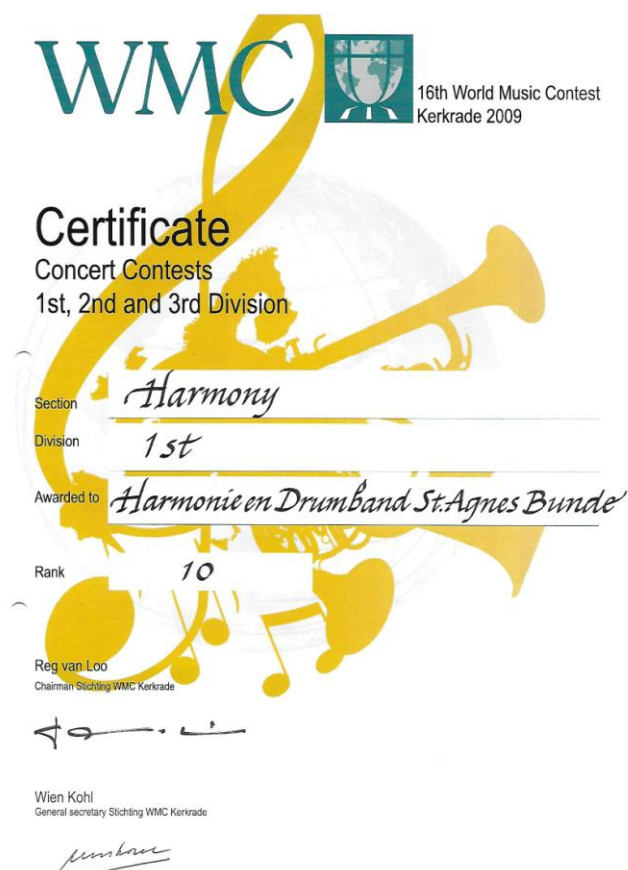 WMC
16th World Music Contest
Kerkrade 2009
Certificate
Concert Contests
1st, 2nd and 3rd Division
Section Harmony
Division 1st
Awarded to Harmonie en Drumband St. Agnes Bunde
Rank 10
Reg van Loo
Chairman Stichting WMC Kerkrade
Wien Kohl
General secretary Stichting WMC Kerkrade